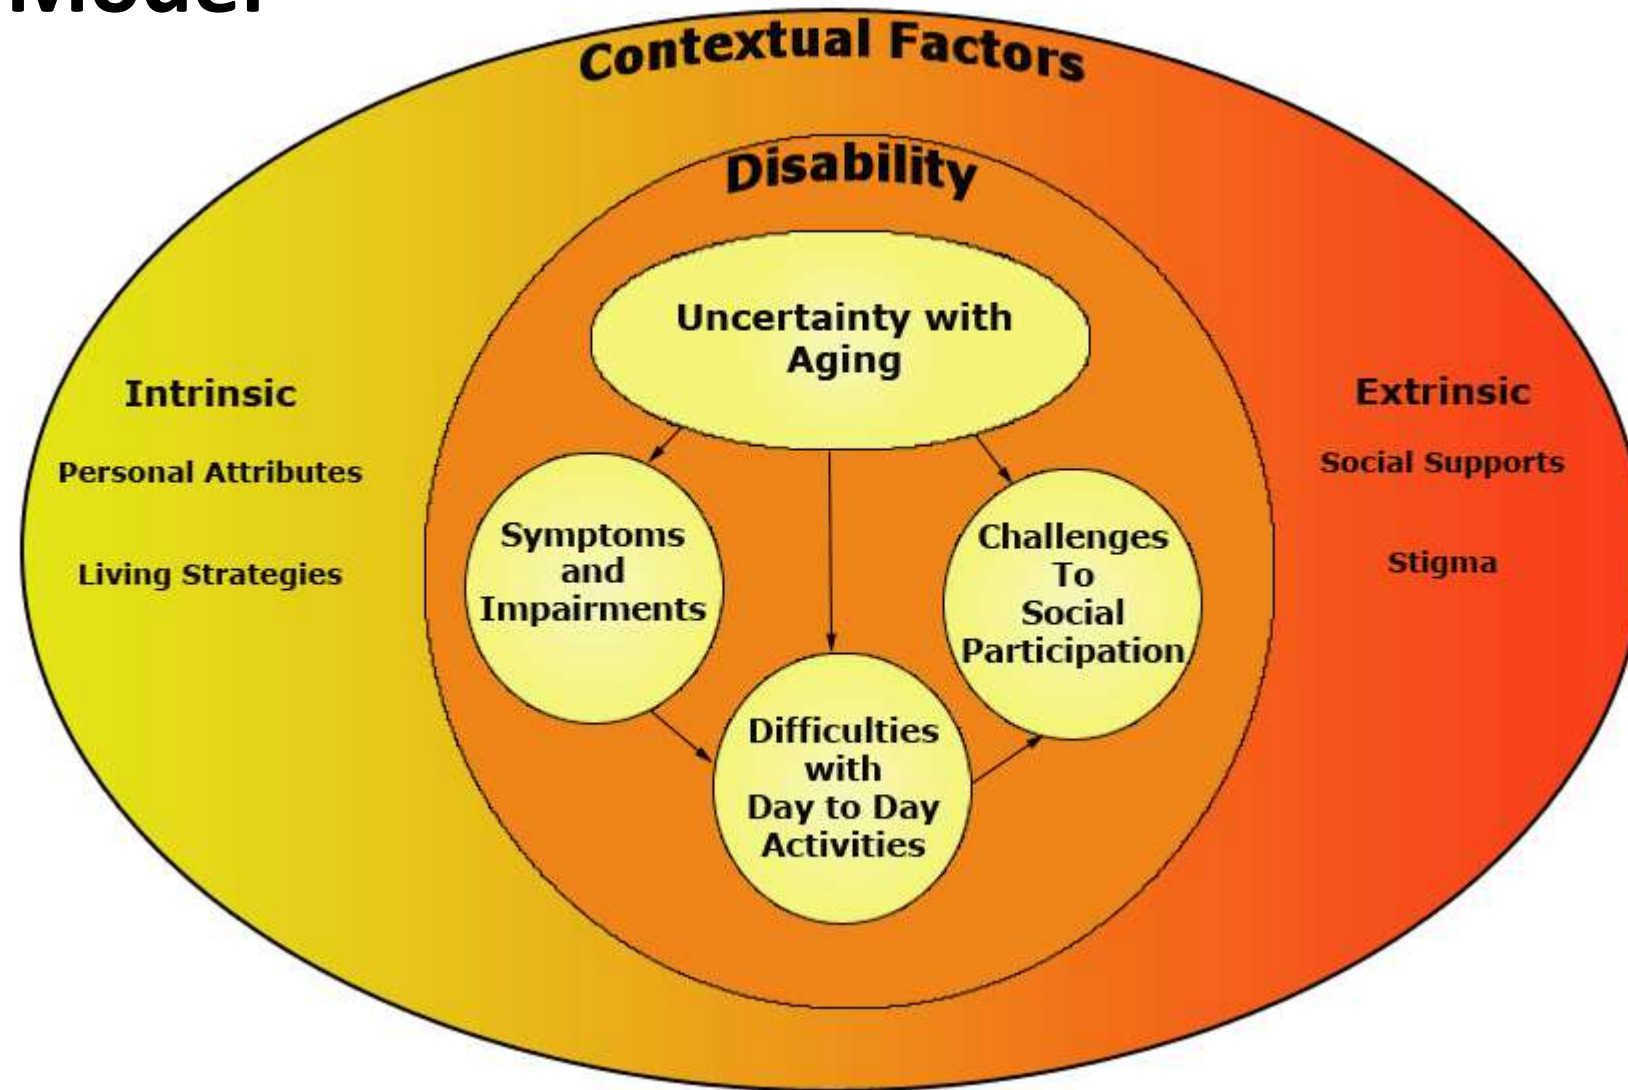 Model
Contextual Factors
Disability
Uncertainty with
Aging
Intrinsic
Personal Attributes
Living Strategies
Symptoms
and
Impairments
Difficulties
with
Day to Day
Activities
Challenges
To
Social
Participation
Extrinsic
Social Supports
Stigma